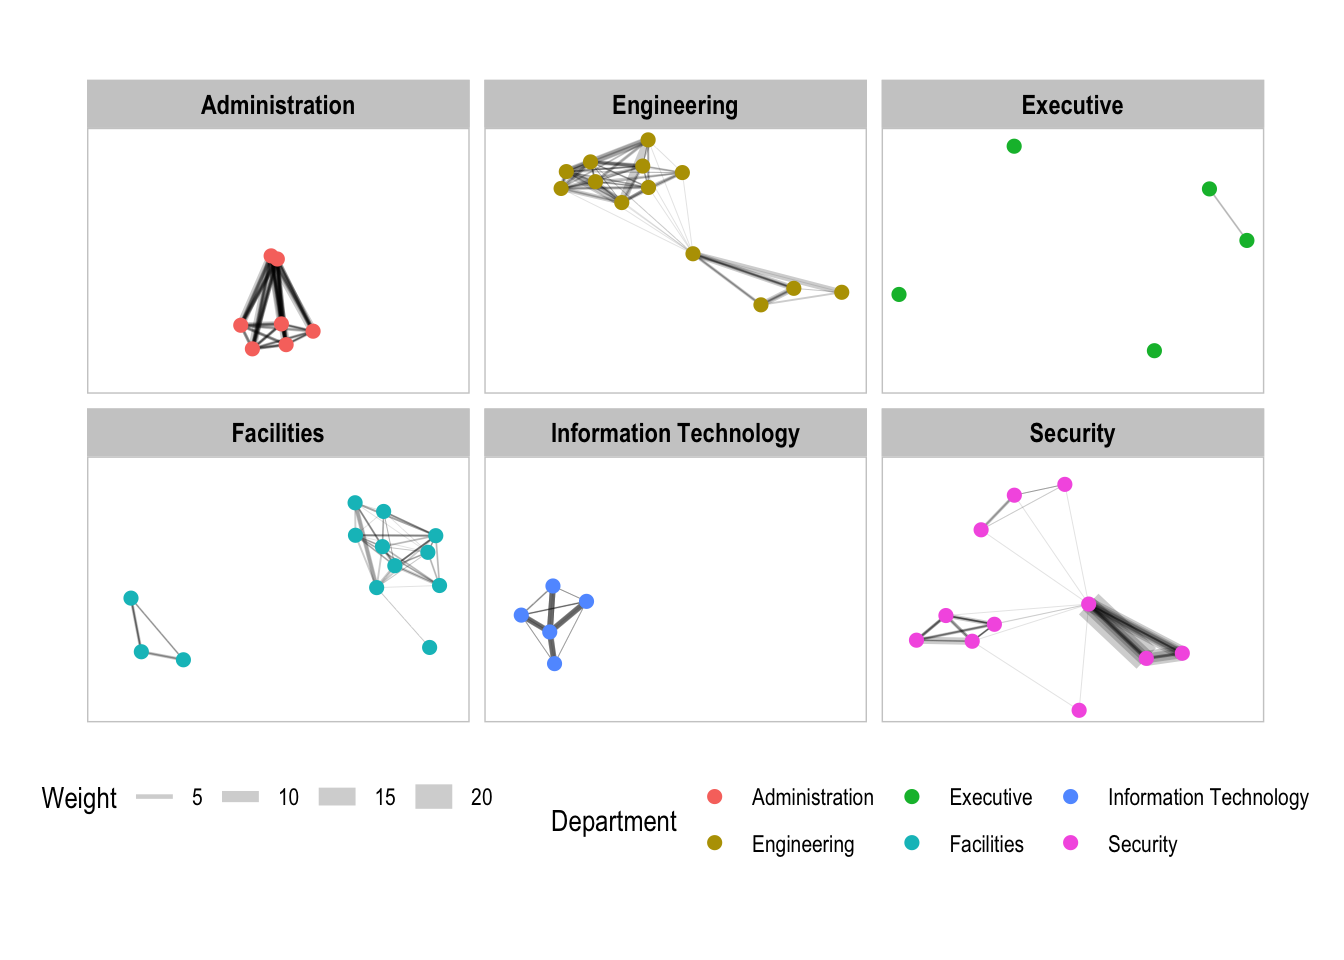 Administration
Engineering
Executive
Facilities
Information Technology
Security
Weight 5 10 15 20
Department
Administration Executive Information Technology
Engineering Facilities Security